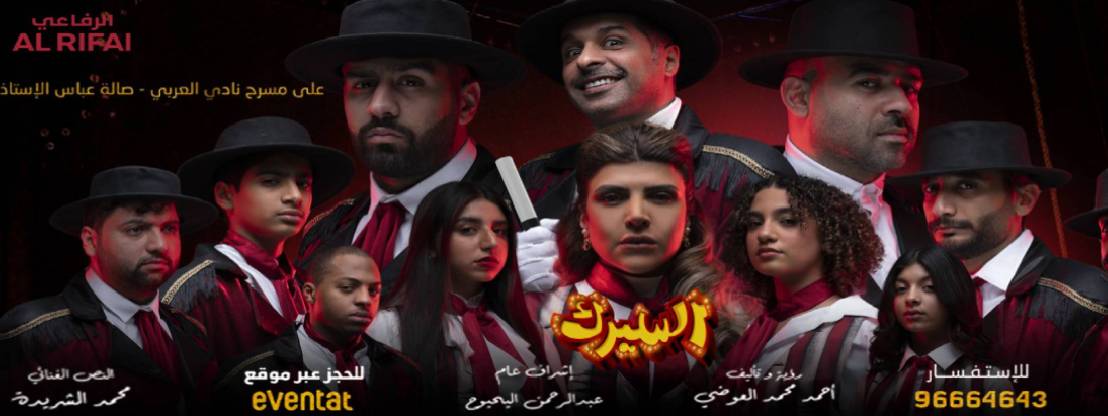 الرفاعي
AL RIFAI
على مسرح نادي العربي - صالة عباس الإستاذ
السيرك
للإستفسار
96664643
رؤية و تأليف
أحمد محمد العوضي
إشراف عام
عبدالرحمن اليحيوح
للحجز عبر موقع
eventat
النص الغنائي
محمد الشريدة